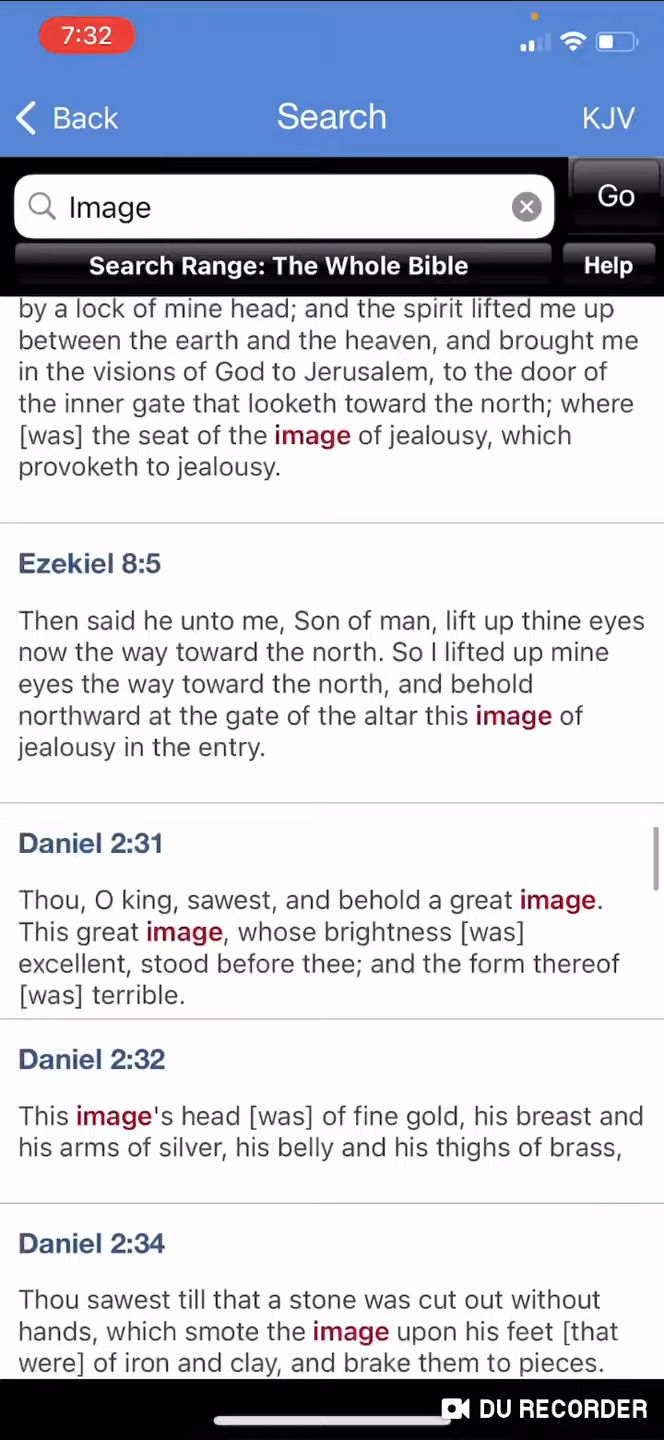 7:32
Back
Search
KJV
Image
Go
Search Range: The Whole Bible
Help
by a lock of mine head; and the spirit lifted me up
between the earth and the heaven, and brought me
in the visions of God to Jerusalem, to the door of
the inner gate that looketh toward the north; where
[was] the seat of the image of jealousy, which
provoketh to jealousy.
Ezekiel 8:5
Then said he unto me, Son of man, lift up thine eyes
now the way toward the north. So I lifted up mine
eyes the way toward the north, and behold
northward at the gate of the altar this image of
jealousy in the entry.
Daniel 2:31
Thou, O king, sawest, and behold a great image.
This great image, whose brightness [was]
excellent, stood before thee; and the form thereof
[was] terrible.
Daniel 2:32
This image's head [was] of fine gold, his breast and
his arms of silver, his belly and his thighs of brass,
Daniel 2:34
Thou sawest till that a stone was cut out without
hands, which smote the image upon his feet [that
were] of iron and clay, and brake them to pieces.
DU RECORDER